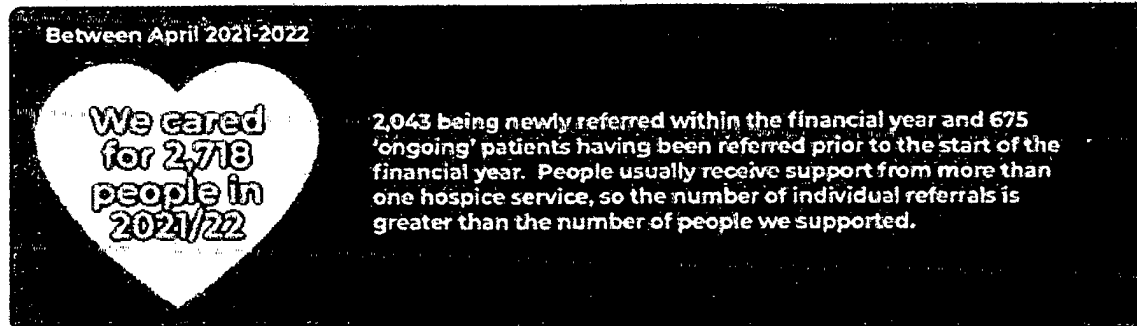 Between April 2021-2022
We cared
for 2,718
people in
2021/22
2,043 being newly referred within the financial year and 675
'ongoing' patients having been referred prior to the start of the
financial year. People usually receive support from more than
one hospice service, so the number of individual referrals is
greater than the number of people we supported.